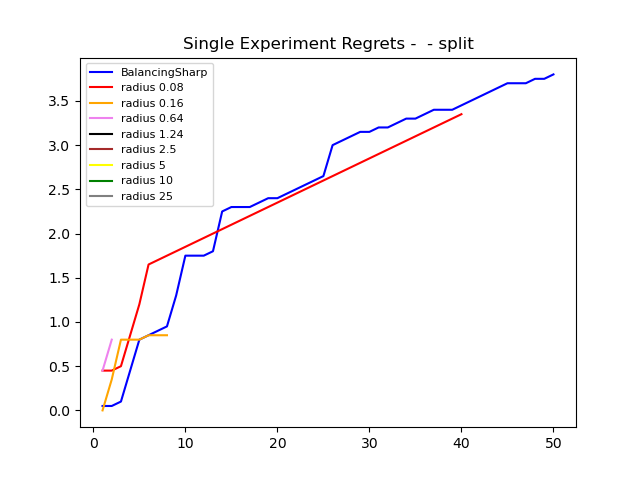 Single Experiment Regrets -  - split
BalancingSharp
radius 0.08
radius 0.16
radius 0.64
radius 1.24
radius 2.5
radius 5
radius 10
radius 25
3.5
3.0
2.5
2.0
1.5
1.0
0.5
0.0
0 10 20 30 40 50